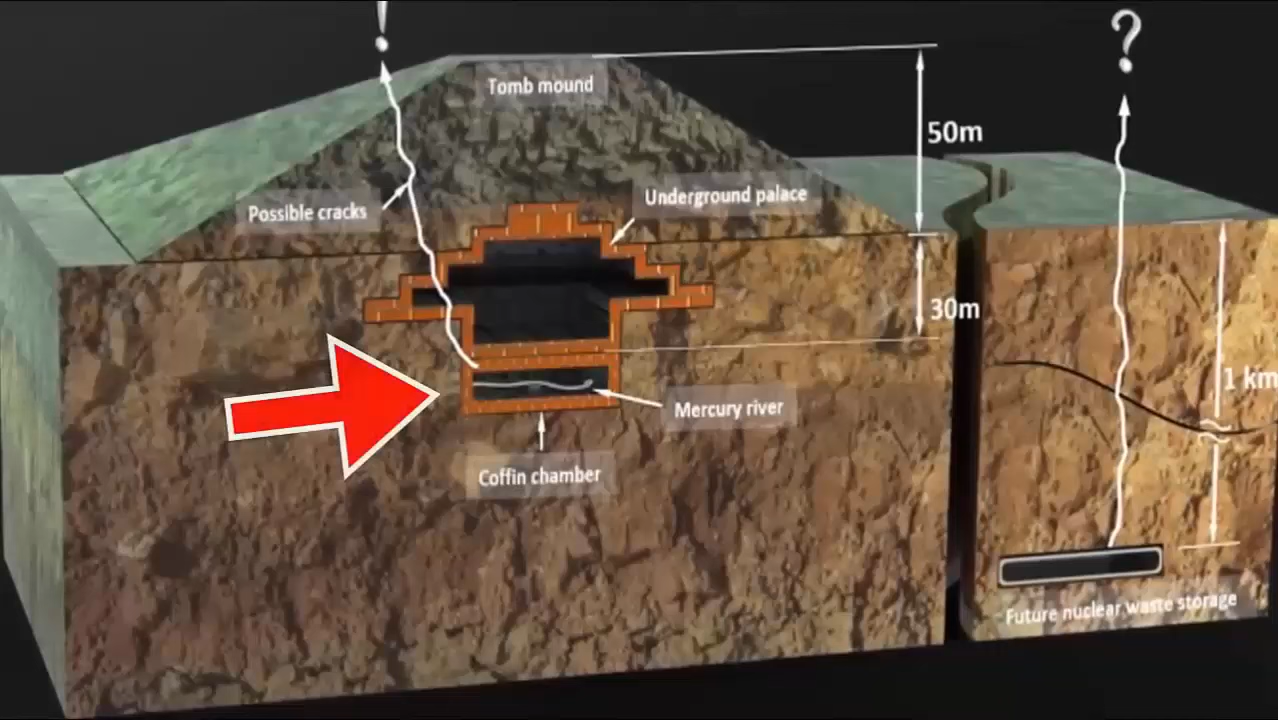 !
?
Tomb mound
50m
Underground palace
Possible cracks
30m
1 km
Mercury river
Coffin chamber
Future nuclear waste storage